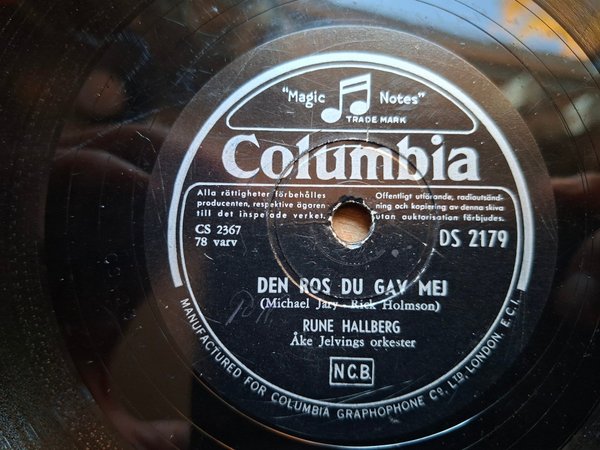 "Magic Notes"
TRADE MARK
Columbia
Alla rättigheter förbehålles
producenten, respektive ägaren
till det inspelade verket.
Offentligt utförande, radioutsänd-
ning och kopiering av denna skiva
utan auktorisation förbjudes.
CS 2367
78 varv
DS 2179
DEN ROS DU GAV MEJ
(Michael Jary - Rick Holmson)
RUNE HALLBERG
Åke Jelvings orkester
N.C.B.
MANUFACTURED FOR COLUMBIA GRAPHOPHONE Co., LTD, LONDON, E.C.1.